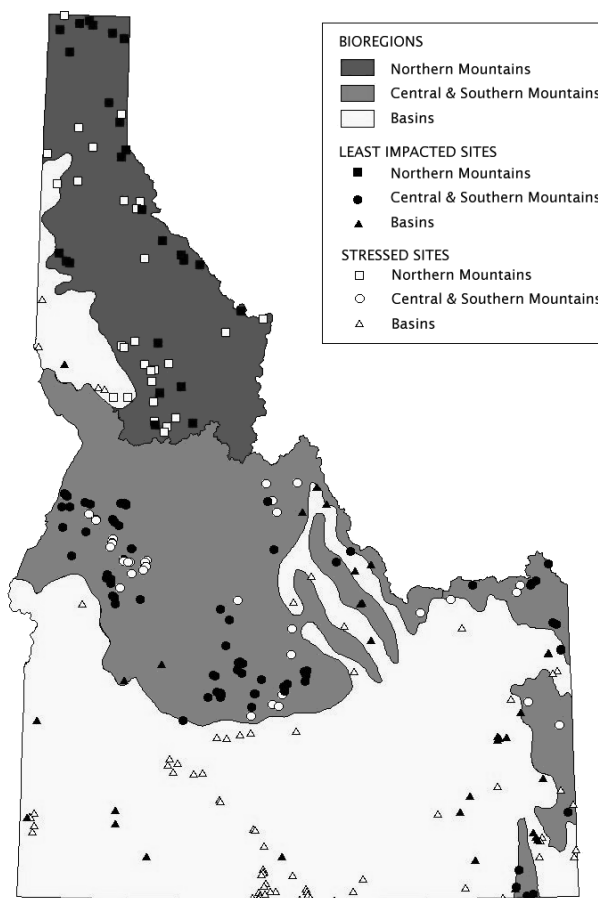 BIOREGIONS
Northern Mountains
Central & Southern Mountains
Basins
LEAST IMPACTED SITES
Northern Mountains
Central & Southern Mountains
Basins
STRESSED SITES
Northern Mountains
Central & Southern Mountains
Basins